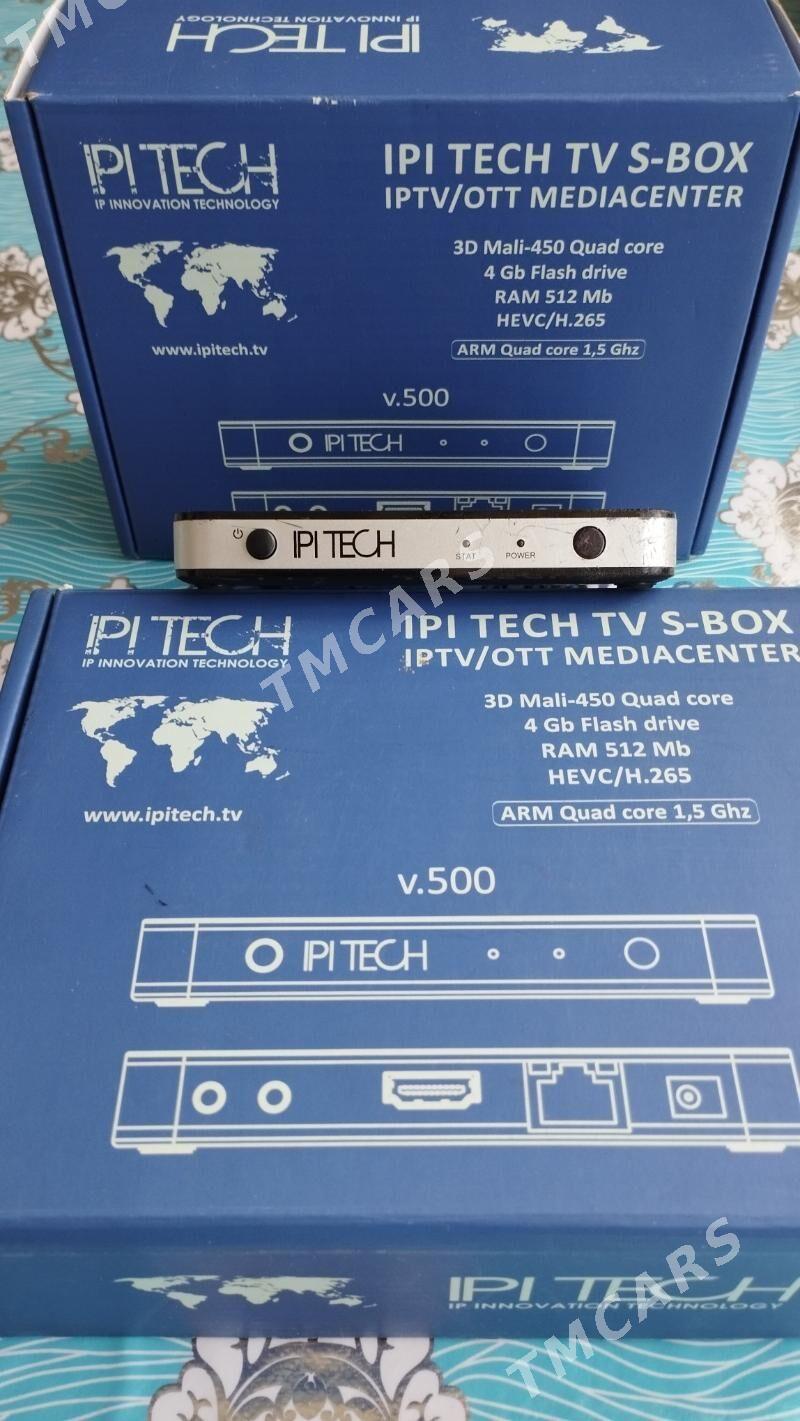 IPI TECH
IP INNOVATION TECHNOLOGY
IPI TECH
IP INNOVATION TECHNOLOGY
www.ipitech.tv
IPI TECH TV S-BOX
IPTV/OTT MEDIACENTER
3D Mali-450 Quad core
4 Gb Flash drive
RAM 512 Mb
HEVC/H.265
ARM Quad core 1,5 Ghz
v.500
IPI TECH
IPI TECH
STAT
POWER
IPI TECH
IP INNOVATION TECHNOLOGY
www.ipitech.tv
IPI TECH TV S-BOX
IPTV/OTT MEDIACENTER
3D Mali-450 Quad core
4 Gb Flash drive
RAM 512 Mb
HEVC/H.265
ARM Quad core 1,5 Ghz
v.500
IPI TECH
IPI TECH
IP INNOVATION TECHNOLOGY
TMCARS
TMCARS